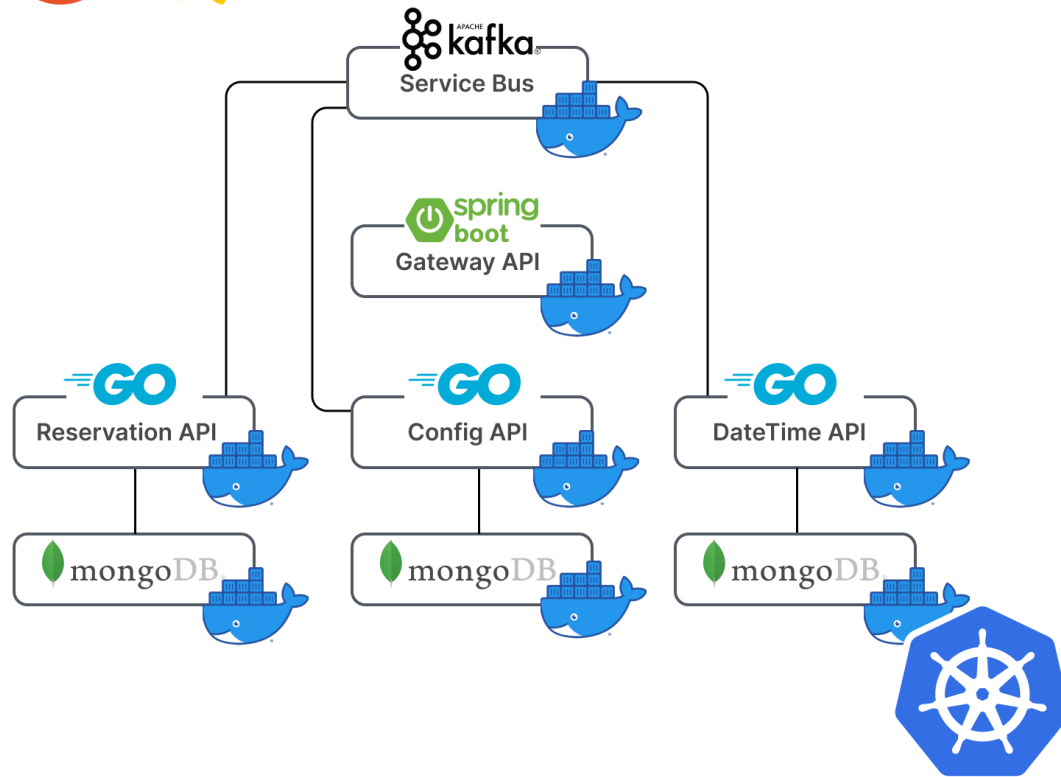 APACHE
kafka
Service Bus
spring
boot
Gateway API
GO
GO
GO
Reservation API
Config API
DateTime API
mongoDB
mongoDB
mongoDB